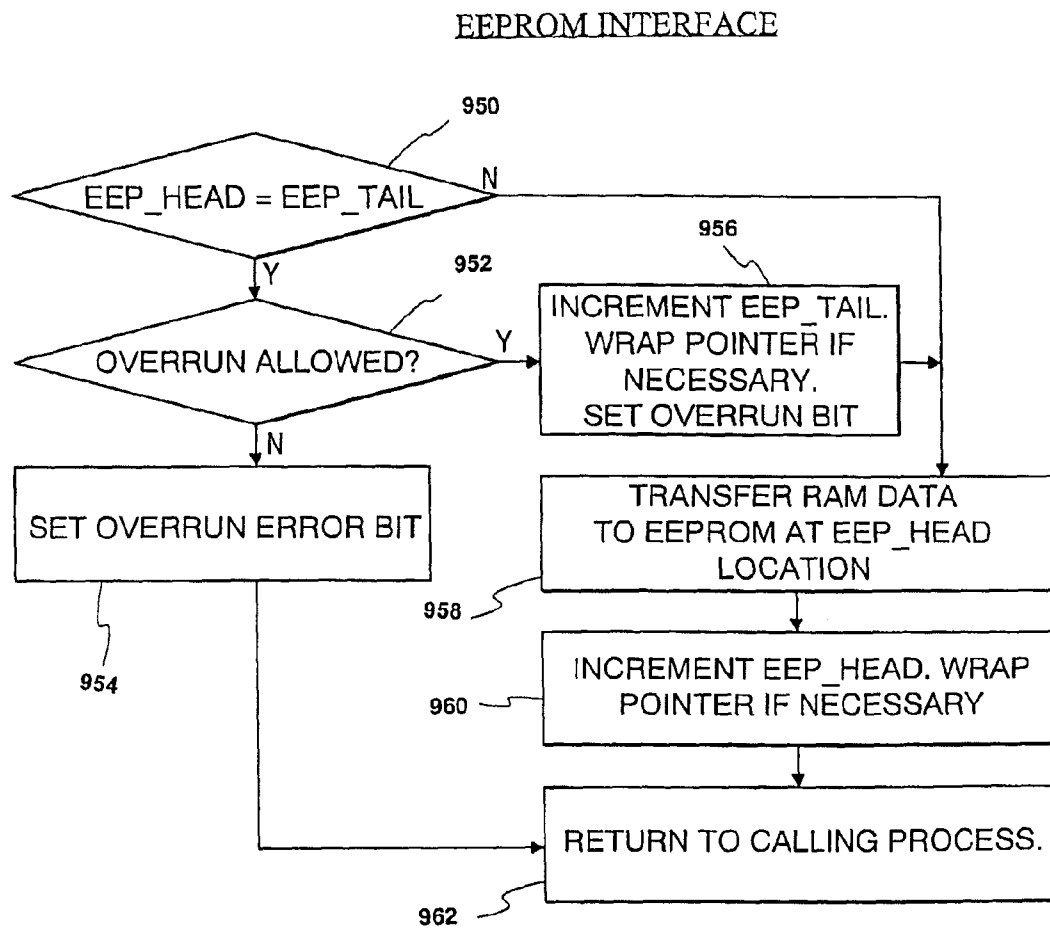 EEPROM INTERFACE
950
EEP_HEAD = EEP_TAIL
N
Y
952
OVERRUN ALLOWED?
Y
N
956
INCREMENT EEP_TAIL.
WRAP POINTER IF
NECESSARY.
SET OVERRUN BIT
SET OVERRUN ERROR BIT
954
TRANSFER RAM DATA
TO EEPROM AT EEP_HEAD
LOCATION
958
INCREMENT EEP_HEAD. WRAP
POINTER IF NECESSARY
960
RETURN TO CALLING PROCESS.
962